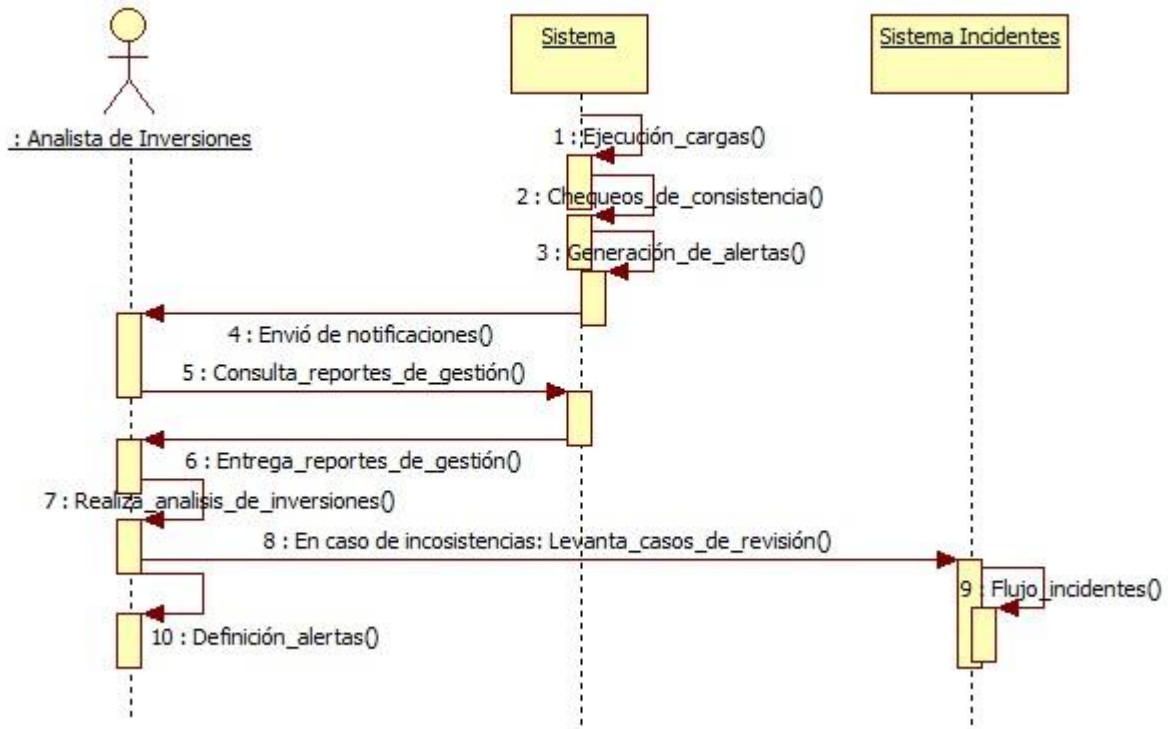 Sistema
Sistema Incidentes
: Analista de Inversiones
1 : Ejecución_cargas()
2 : Chequeos_de_consistencia()
3 : Generación_de_alertas()
4 : Envió de notificaciones()
5 : Consulta_reportes_de_gestión()
6 : Entrega_reportes_de_gestión()
7 : Realiza_analisis_de_inversiones()
8 : En caso de incosistencias: Levanta_casos_de_revisión()
9 : Flujo_incidentes()
10 : Definición_alertas()